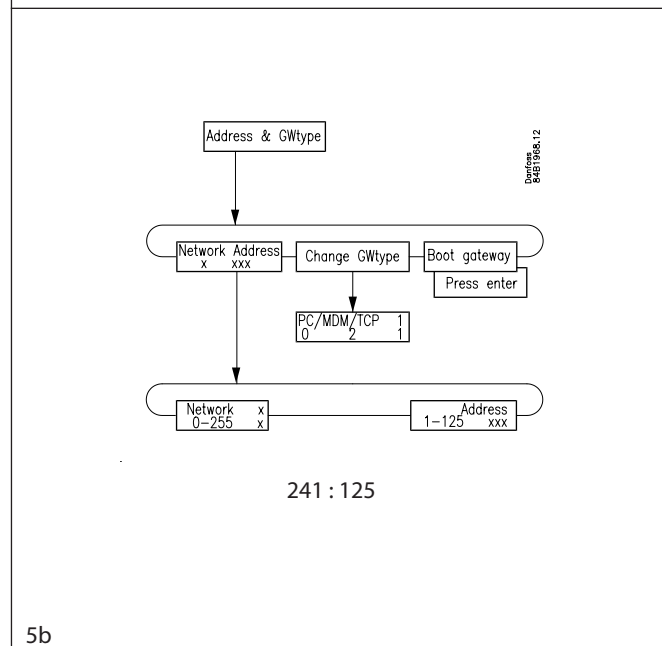 Address & GWtype
Danfoss
84B1968.12
Network Address
x xxx
Change GWtype
Boot gateway
Press enter
PC/MDM/TCP 1
0 2 1
Network x
0-255 x
Address
1-125 xxx
241 : 125
5b